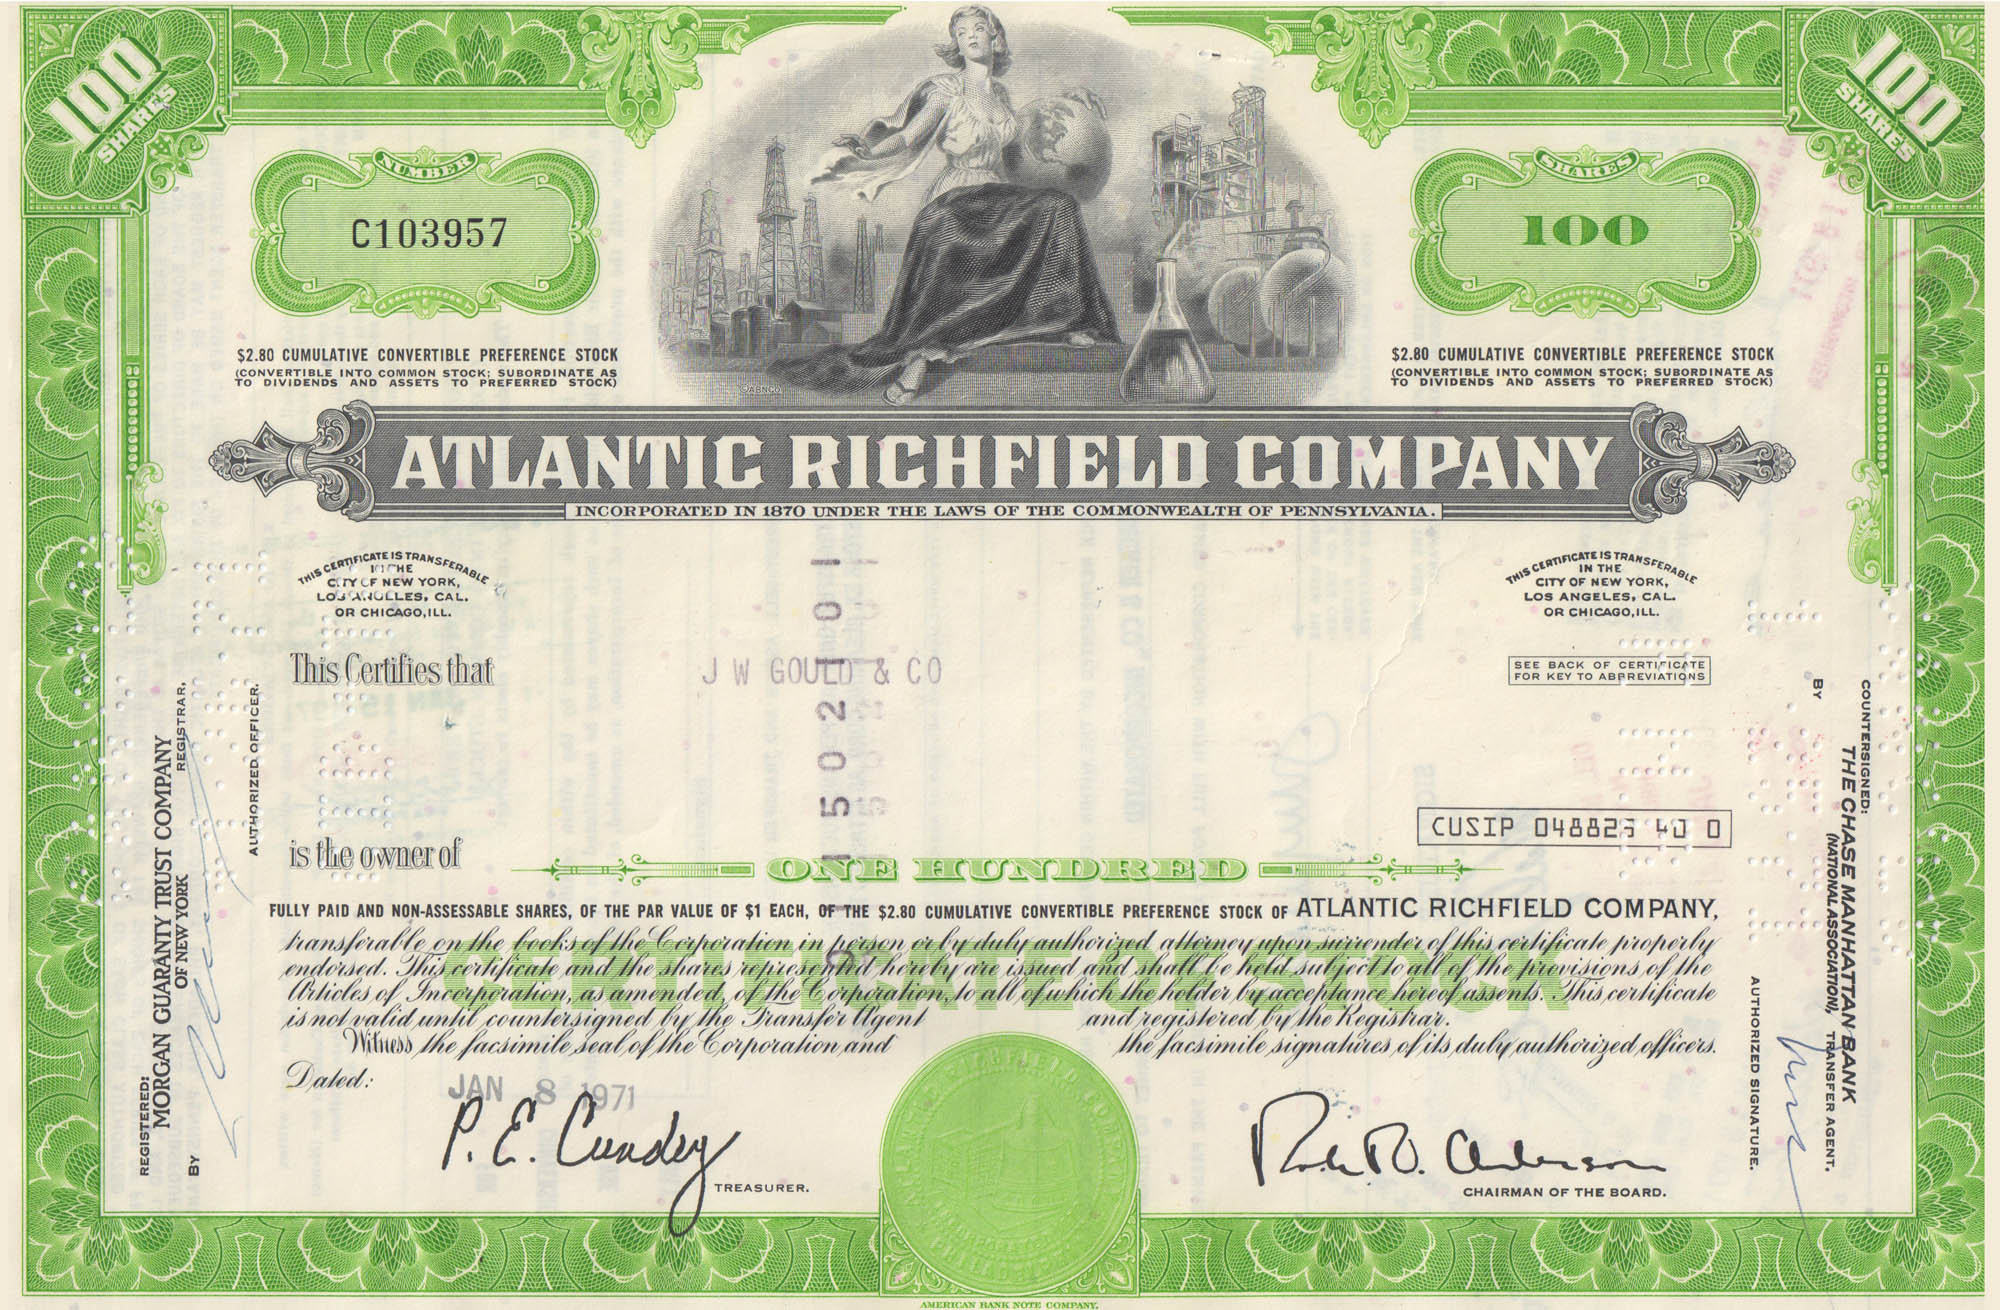 100 SHARES
100 SHARES
NUMBER
C103957
SHARES
100
$2.80 CUMULATIVE CONVERTIBLE PREFERENCE STOCK
(CONVERTIBLE INTO COMMON STOCK; SUBORDINATE AS
TO DIVIDENDS AND ASSETS TO PREFERRED STOCK)
$2.80 CUMULATIVE CONVERTIBLE PREFERENCE STOCK
(CONVERTIBLE INTO COMMON STOCK; SUBORDINATE AS
TO DIVIDENDS AND ASSETS TO PREFERRED STOCK)
©ABNCO
ATLANTIC RICHFIELD COMPANY
INCORPORATED IN 1870 UNDER THE LAWS OF THE COMMONWEALTH OF PENNSYLVANIA.
THIS CERTIFICATE IS TRANSFERABLE
IN THE
CITY OF NEW YORK,
LOS ANGELES, CAL.
OR CHICAGO, ILL.
THIS CERTIFICATE IS TRANSFERABLE
IN THE
CITY OF NEW YORK,
LOS ANGELES, CAL.
OR CHICAGO, ILL.
This Certifies that
J W GOULD & CO
SEE BACK OF CERTIFICATE
FOR KEY TO ABBREVIATIONS
CUSIP 048825 40 0
is the owner of
ONE HUNDRED
FULLY PAID AND NON-ASSESSABLE SHARES, OF THE PAR VALUE OF $1 EACH, OF THE $2.80 CUMULATIVE CONVERTIBLE PREFERENCE STOCK OF ATLANTIC RICHFIELD COMPANY,
transferable on the books of the Corporation in person or by duly authorized attorney upon surrender of this certificate properly
endorsed. This certificate and the shares represented hereby are issued and shall be held subject to all of the provisions of the
Articles of Incorporation, as amended, of the Corporation, to all of which the holder by acceptance hereof assents. This certificate
is not valid until countersigned by the Transfer Agent and registered by the Registrar.
Witness the facsimile seal of the Corporation and the facsimile signatures of its duly authorized officers.
CERTIFICATE OF STOCK
Dated:
JAN 8 1971
P. E. Cundey
TREASURER.
Robt. O. Anderson
CHAIRMAN OF THE BOARD.
REGISTERED:
MORGAN GUARANTY TRUST COMPANY
OF NEW YORK
REGISTRAR,
BY
AUTHORIZED OFFICER.
COUNTERSIGNED:
THE CHASE MANHATTAN BANK
(NATIONAL ASSOCIATION),
TRANSFER AGENT,
BY
AUTHORIZED SIGNATURE.
AMERICAN BANK NOTE COMPANY.